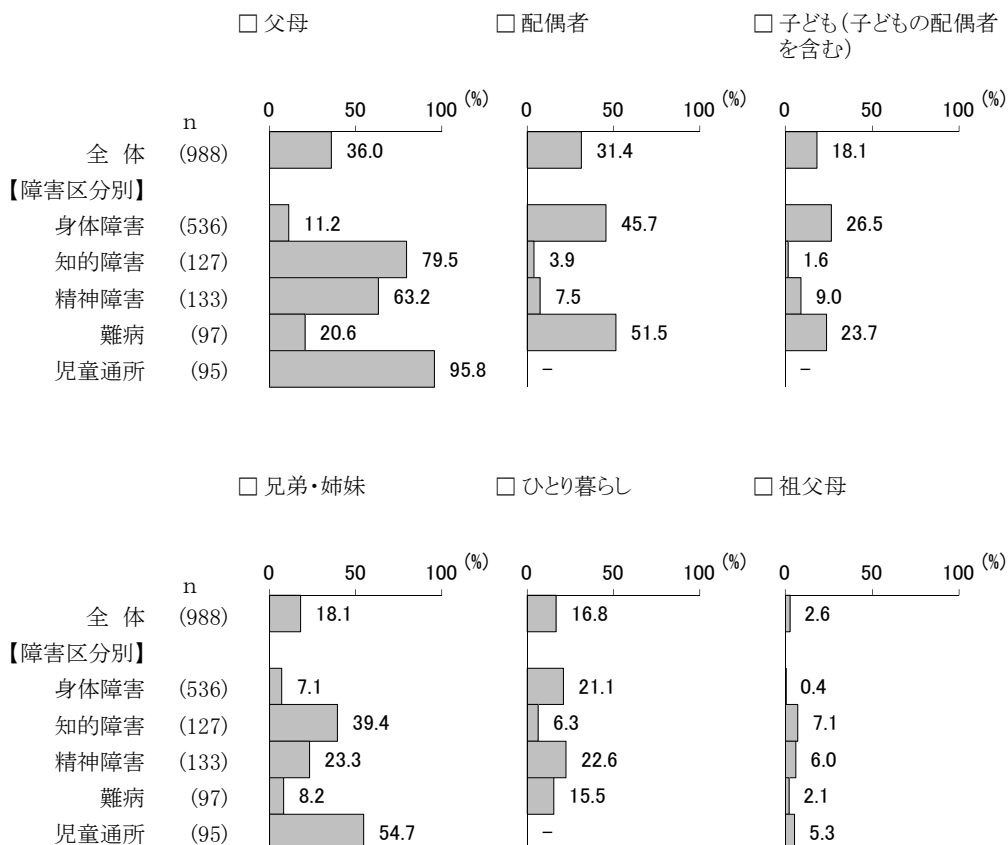 □ 父母 □ 配偶者 □ 子ども(子どもの配偶者
を含む)
0 50 100 (%) 0 50 100 (%) 0 50 100 (%)
n
全 体 (988) 36.0 31.4 18.1
【障害区分別】
身体障害 (536) 11.2 45.7 26.5
知的障害 (127) 79.5 3.9 1.6
精神障害 (133) 63.2 7.5 9.0
難病 (97) 20.6 51.5 23.7
児童通所 (95) 95.8 − −
□ 兄弟・姉妹 □ ひとり暮らし □ 祖父母
0 50 100 (%) 0 50 100 (%) 0 50 100 (%)
n
全 体 (988) 18.1 16.8 2.6
【障害区分別】
身体障害 (536) 7.1 21.1 0.4
知的障害 (127) 39.4 6.3 7.1
精神障害 (133) 23.3 22.6 6.0
難病 (97) 8.2 15.5 2.1
児童通所 (95) 54.7 − 5.3